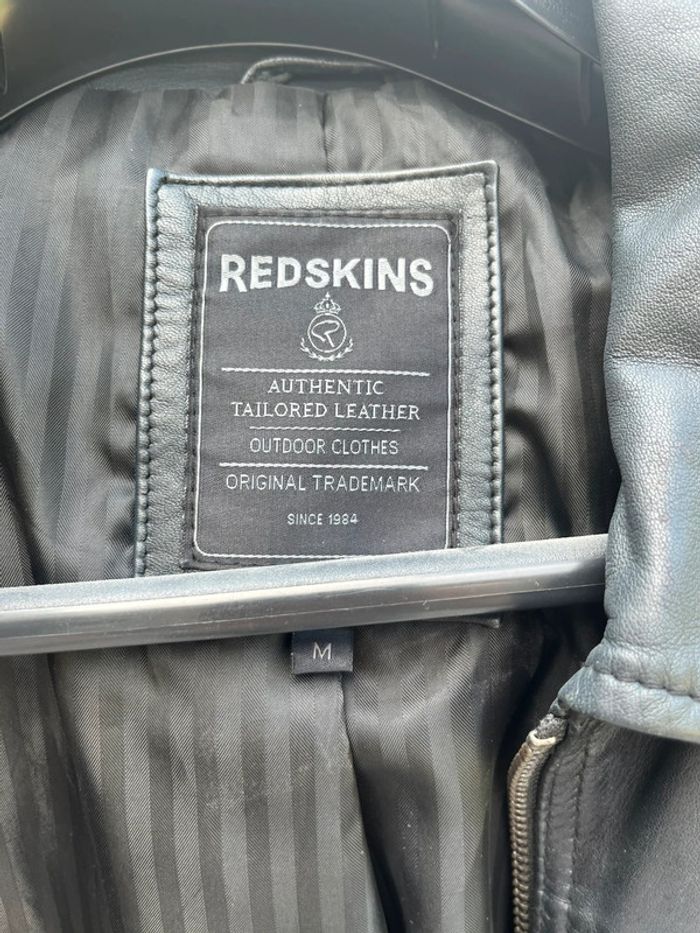 REDSKINS
AUTHENTIC
TAILORED LEATHER
OUTDOOR CLOTHES
ORIGINAL TRADEMARK
SINCE 1984
M